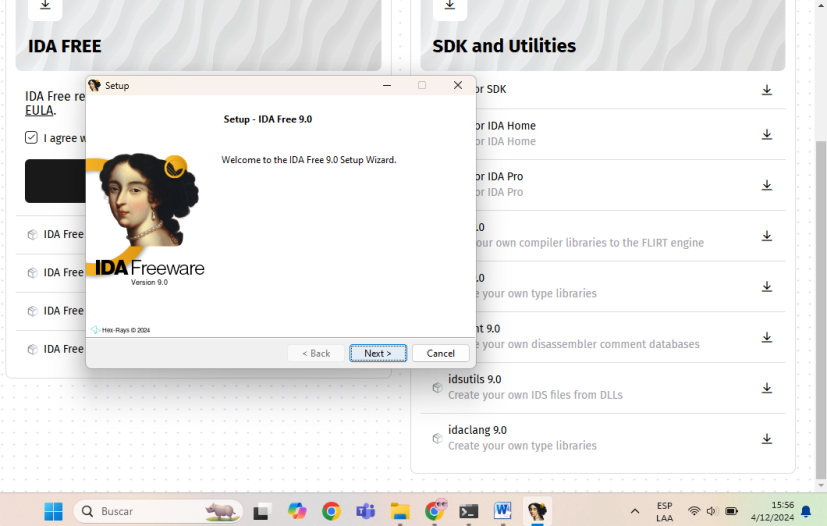 IDA FREE
IDA Free re
EULA.
I agree w
IDA Free
IDA Free
IDA Free
IDA Free
Setup
Setup - IDA Free 9.0
Welcome to the IDA Free 9.0 Setup Wizard.
IDA Freeware
Version 9.0
Hex-Rays © 2024
< Back
Next >
Cancel
SDK and Utilities
or SDK
or IDA Home
or IDA Home
or IDA Pro
or IDA Pro
.0
your own compiler libraries to the FLIRT engine
.0
e your own type libraries
nt 9.0
e your own disassembler comment databases
idsutils 9.0
Create your own IDS files from DLLs
idaclang 9.0
Create your own type libraries
Buscar
ESP
LAA
15:56
4/12/2024